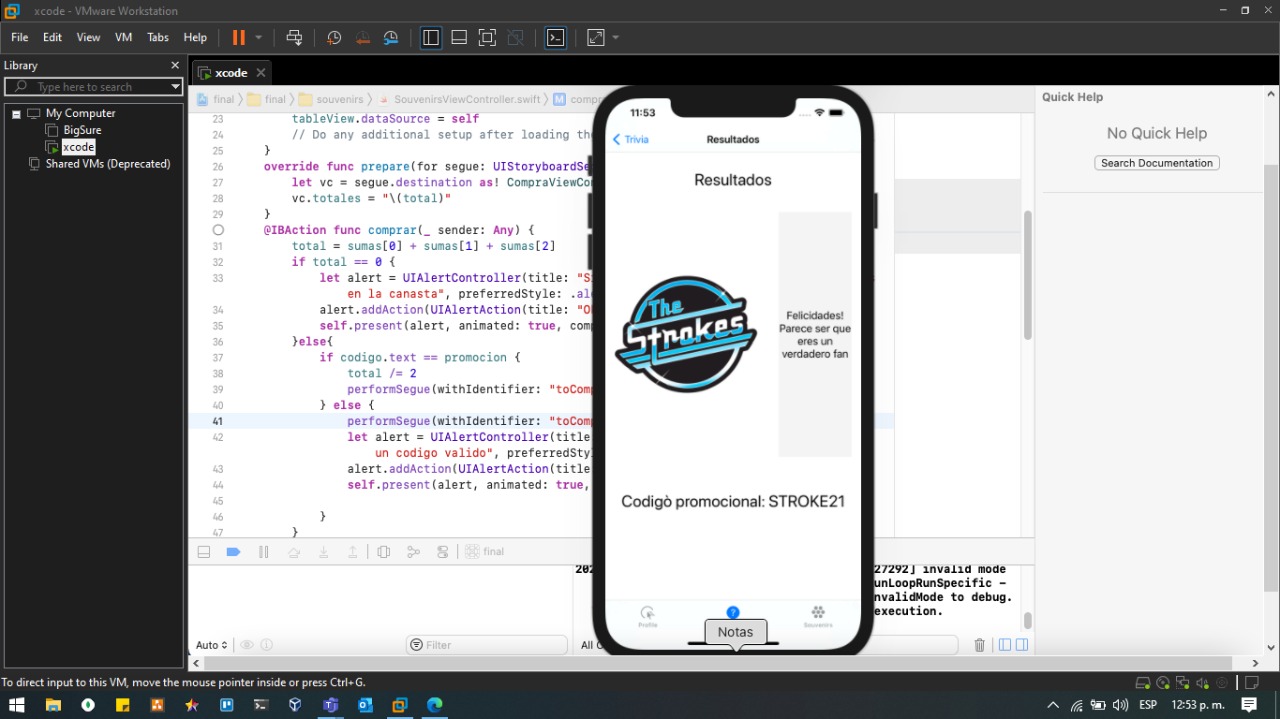 xcode - VMware Workstation
File Edit View VM Tabs Help
Library
Type here to search
My Computer
BigSure
xcode
Shared VMs (Deprecated)
xcode
final
final
souvenirs
SouvenirsViewController.swift
M
23 tableView.dataSource = self
24 // Do any additional setup after loading
25 }
26 override func prepare(for segue:
27 let vc = segue.destination as!
28 vc.totales = "\(total)"
29 }
@IBAction func comprar(_ sender: Any) {
31 total = sumas[0] + sumas[1] + sumas[2]
32 if total == 0 {
33 let alert = UIAlertController(title:
en la canasta", preferredStyle:
34 alert.addAction(UIAlertAction(title:
35 self.present(alert, animated: true,
36 }else{
37 if codigo.text == promocion {
38 total /= 2
39 performSegue(withIdentifier:
40 } else {
41 performSegue(withIdentifier:
42 let alert = UIAlertController(title
un codigo valido",
43 alert.addAction(UIAlertAction(title
44 self.present(alert, animated: true,
45
46 }
47 }
11:53
Trivia
Resultados
Resultados
The Strokes
Felicidades!
Parece ser que
eres un
verdadero fan
Codigò promocional: STROKE21
Profile
Souvenirs
Notas
Quick Help
No Quick Help
Search Documentation
final
27292] invalid mode
unLoopRunSpecific -
nvalidMode to debug.
execution.
Auto
Filter
All
To direct input to this VM, move the mouse pointer inside or press Ctrl+G.
ESP 12:53 p. m.